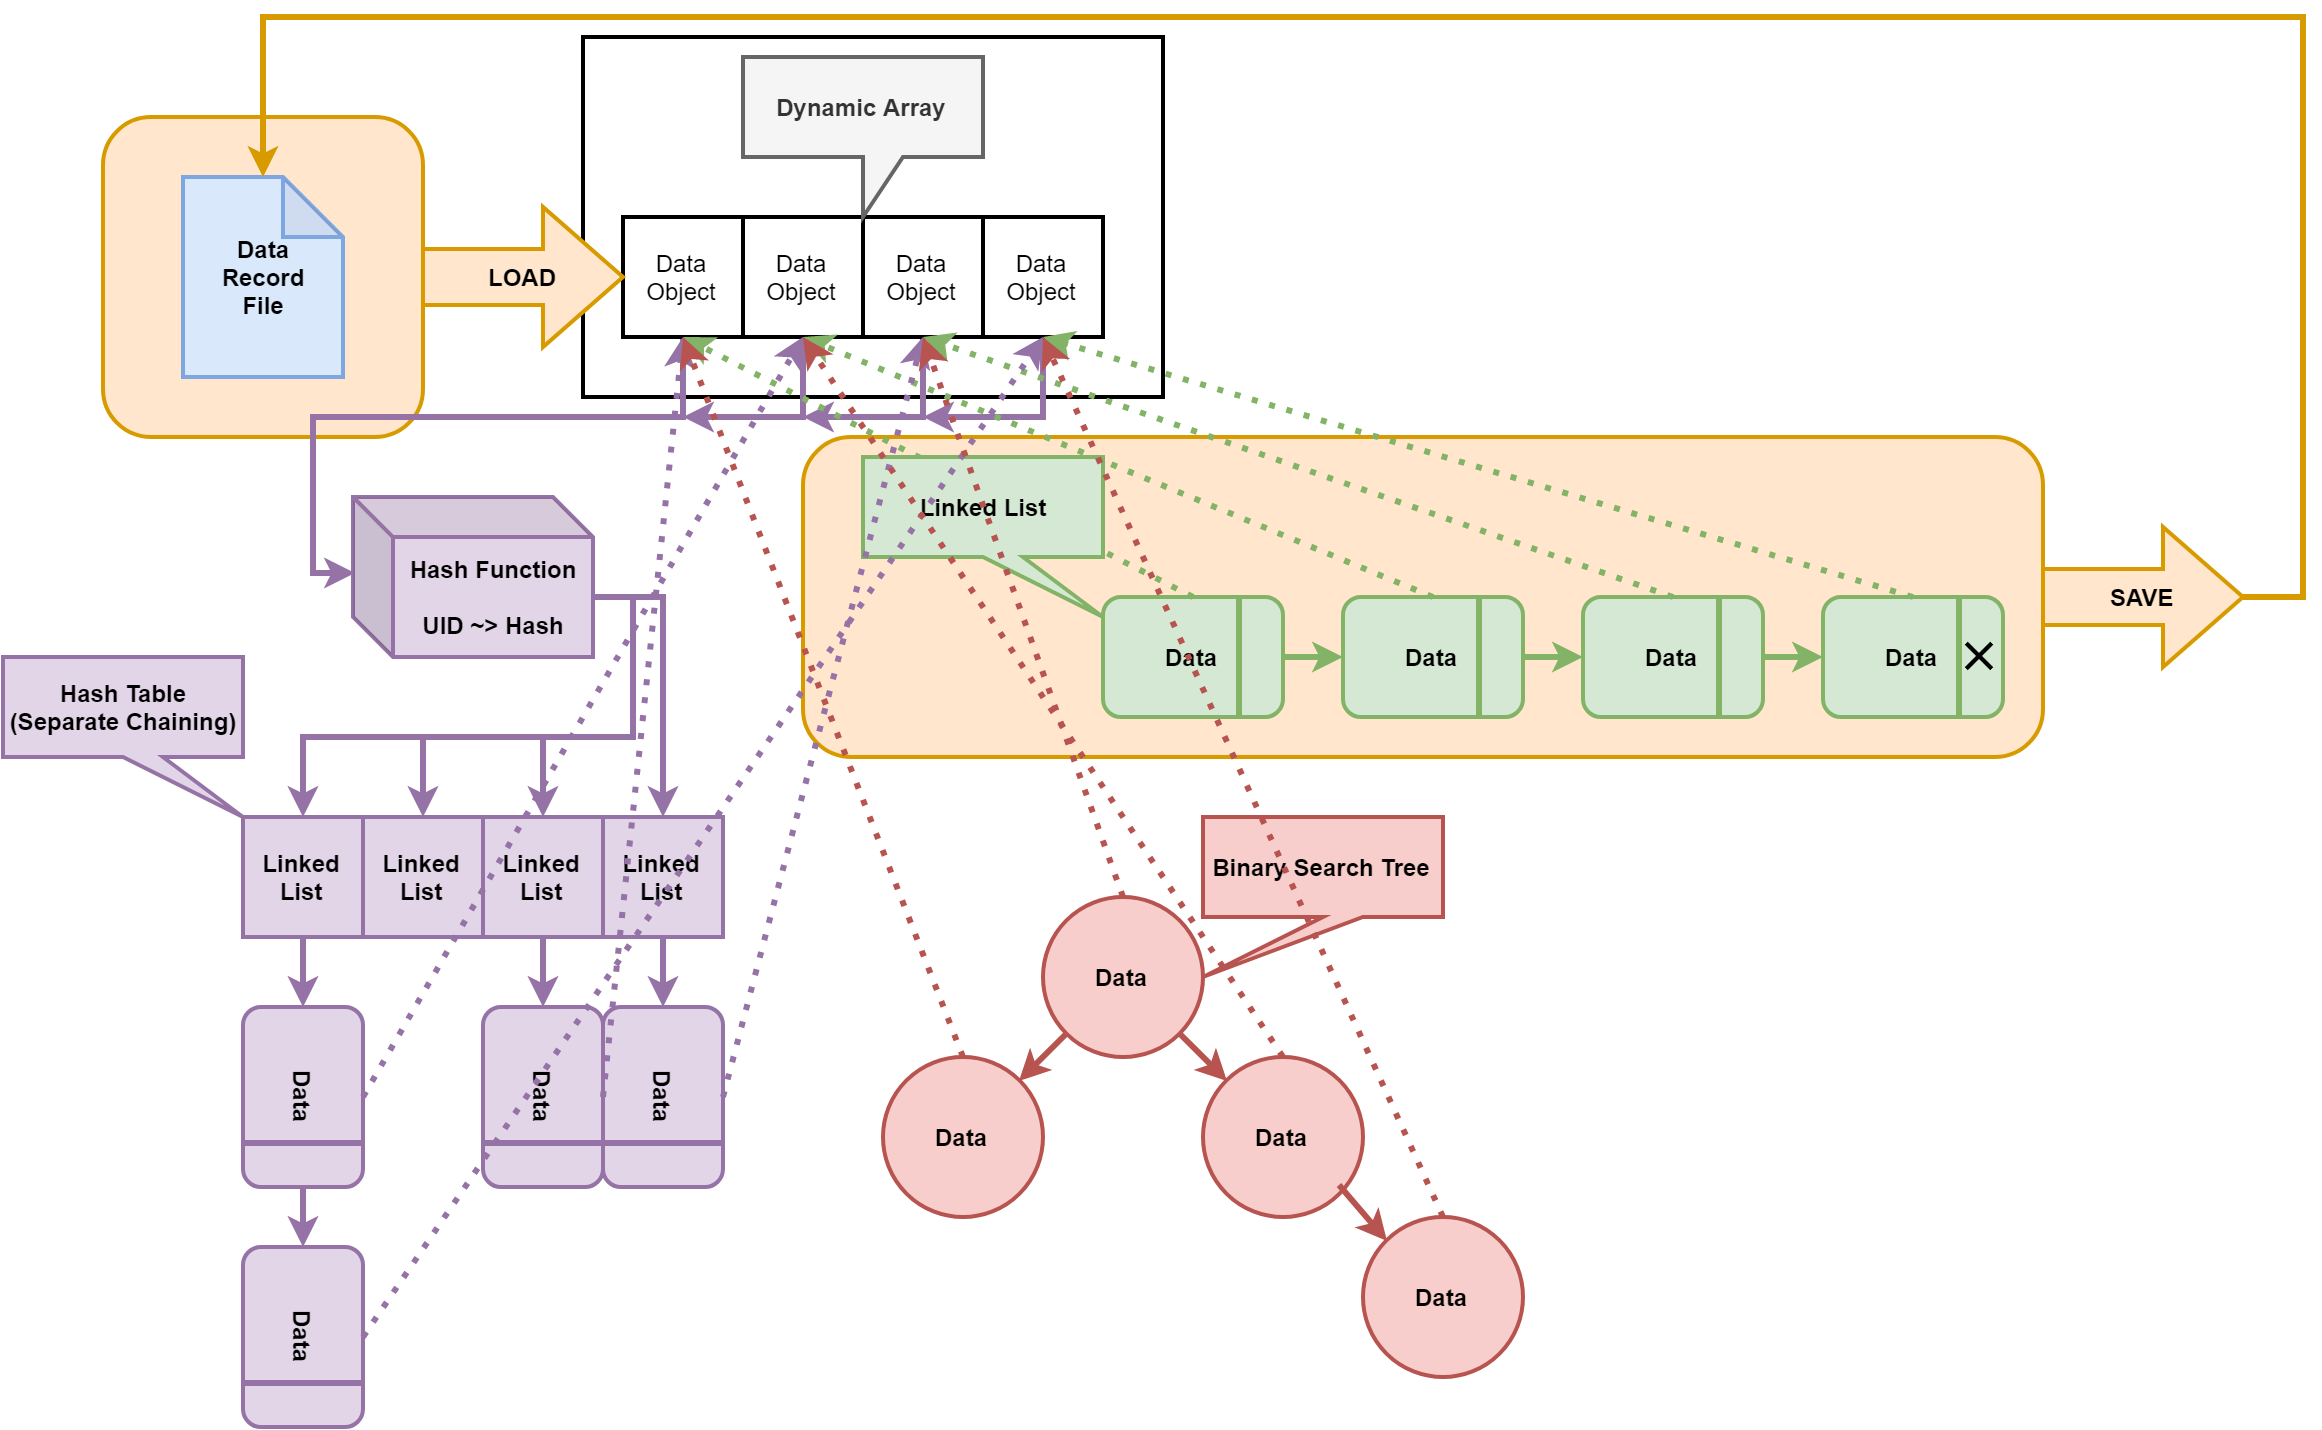 Dynamic Array
Data
Record
File
LOAD
Data
Object
Data
Object
Data
Object
Data
Object
Linked List
Hash Function
UID ~> Hash
Data
Data
Data
Data
SAVE
Hash Table
(Separate Chaining)
Linked
List
Linked
List
Linked
List
Linked
List
Binary Search Tree
Data
Data
Data
Data
Data
Data
Data
Data